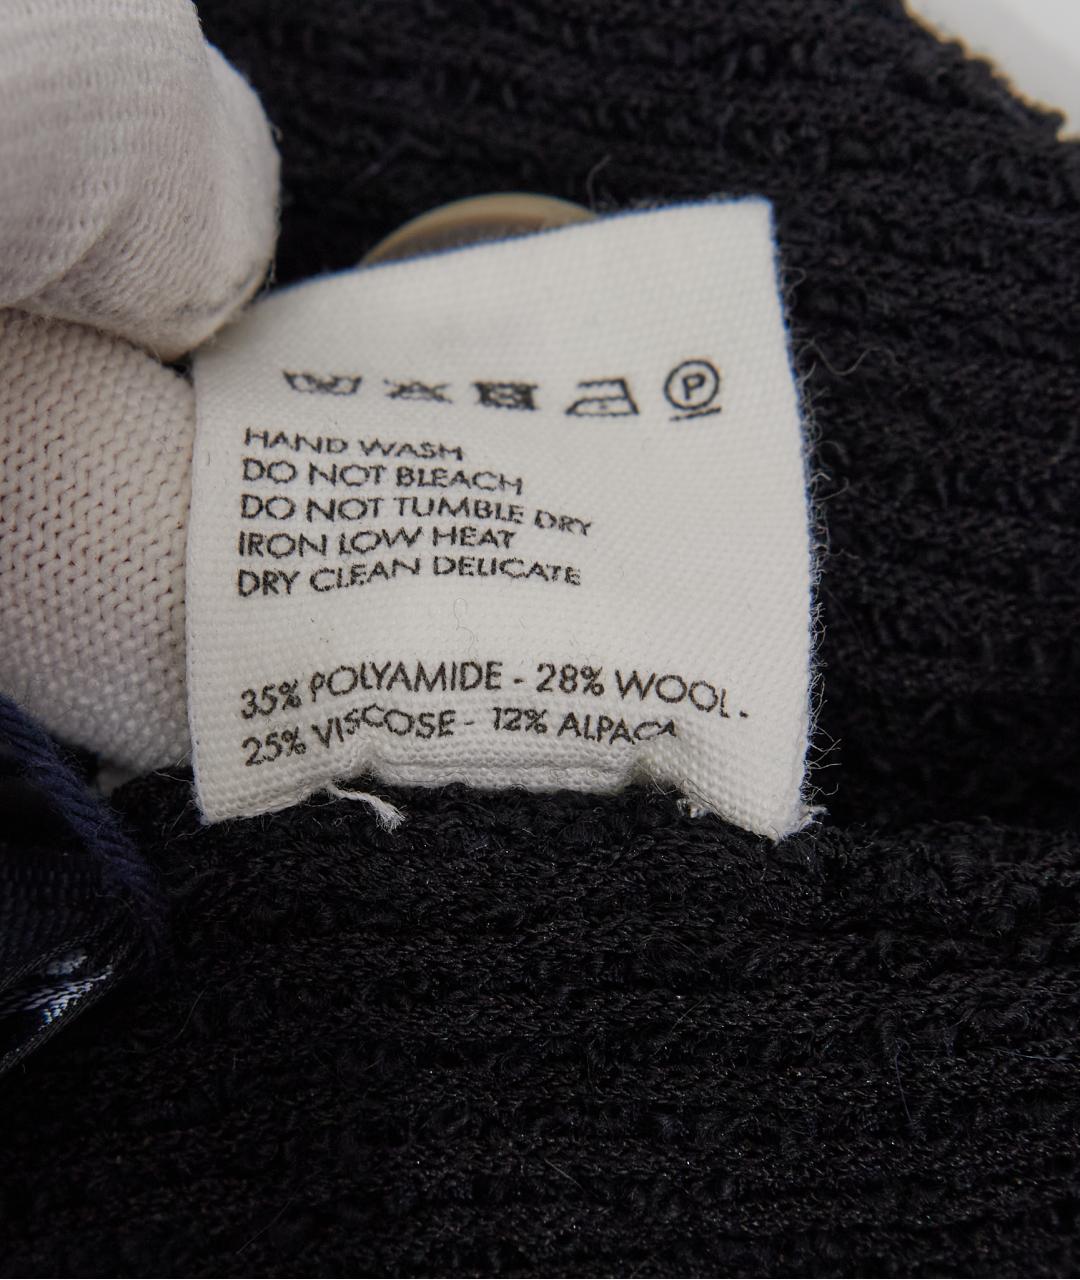 P
HAND WASH
DO NOT BLEACH
DO NOT TUMBLE DRY
IRON LOW HEAT
DRY CLEAN DELICATE
35% POLYAMIDE - 28% WOOL -
25% VISCOSE - 12% ALPACA